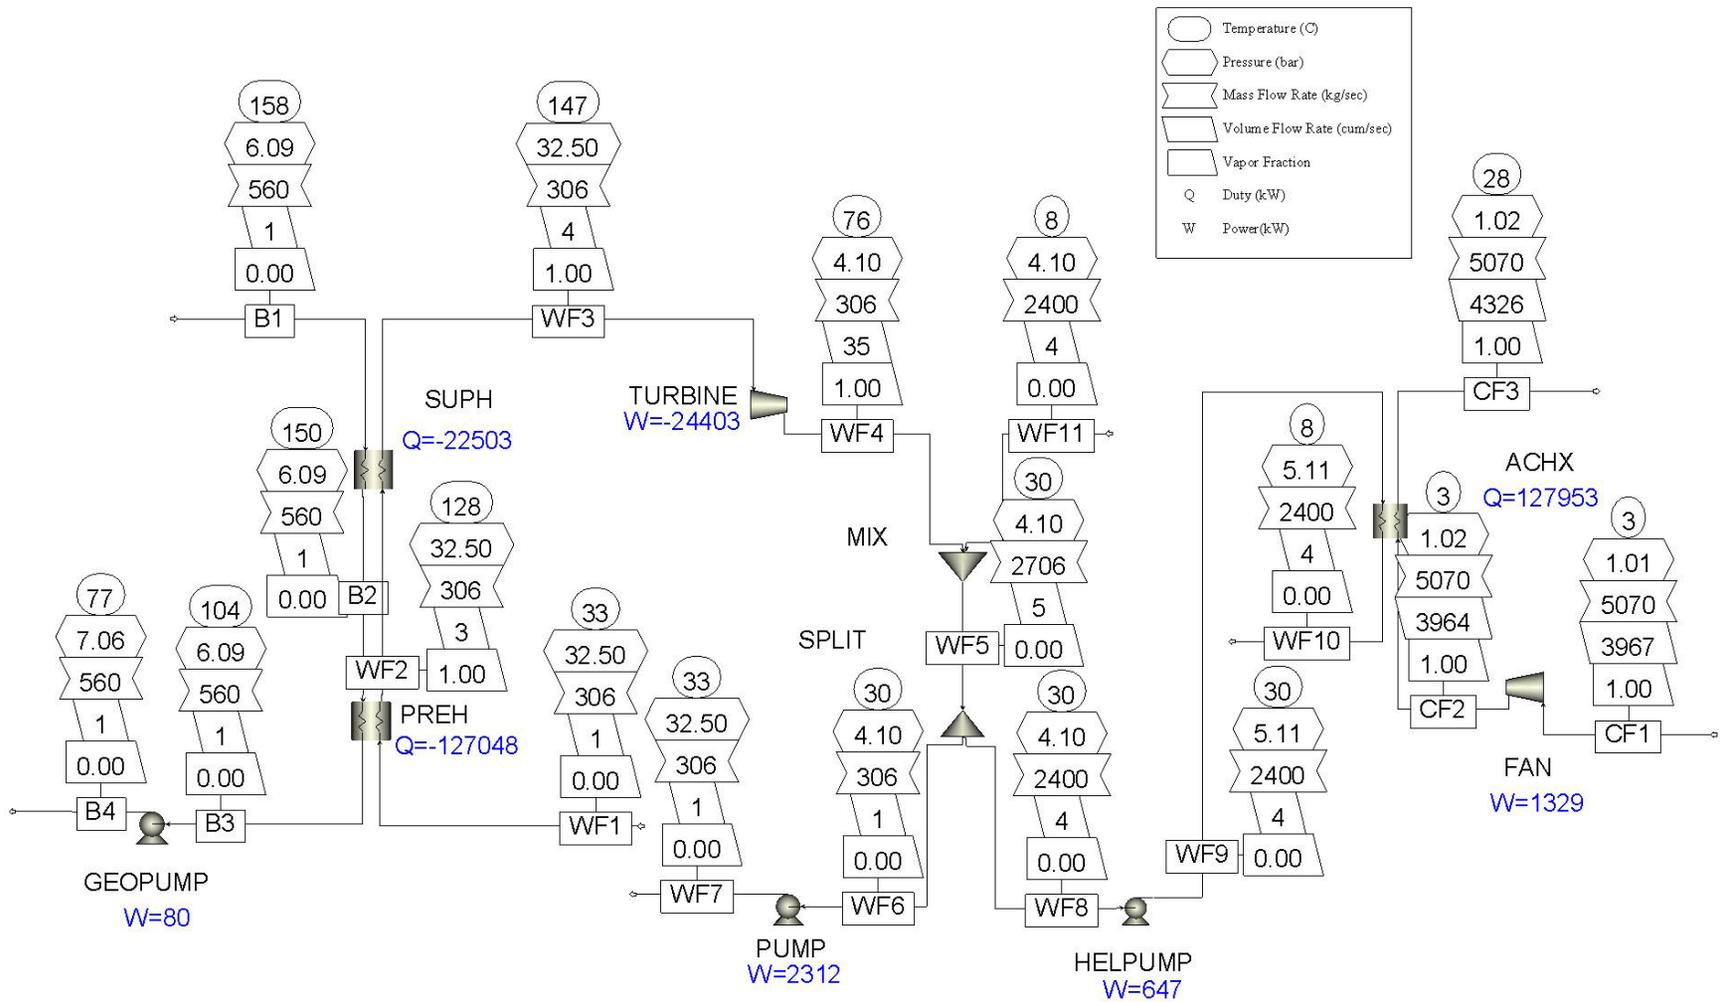 Temperature (C)
Pressure (bar)
Mass Flow Rate (kg/sec)
Volume Flow Rate (cum/sec)
Vapor Fraction
Q Duty (kW)
W Power(kW)
158
6.09
560
1
0.00
B1
147
32.50
306
4
1.00
WF3
76
4.10
306
35
1.00
WF4
8
4.10
2400
4
0.00
WF11
28
1.02
5070
4326
1.00
CF3
SUPH
Q=-22503
TURBINE
W=-24403
150
6.09
560
1
0.00
B2
128
32.50
306
3
1.00
WF2
MIX
30
4.10
2706
5
0.00
WF5
8
5.11
2400
4
0.00
WF10
ACHX
Q=127953
3
1.02
5070
3964
1.00
CF2
3
1.01
5070
3967
1.00
CF1
77
7.06
560
1
0.00
B4
104
6.09
560
1
0.00
B3
PREH
Q=-127048
33
32.50
306
1
0.00
WF1
33
32.50
306
1
0.00
WF7
SPLIT
30
4.10
306
1
0.00
WF6
30
4.10
2400
4
0.00
WF8
30
5.11
2400
4
0.00
WF9
FAN
W=1329
GEOPUMP
W=80
PUMP
W=2312
HELPUMP
W=647